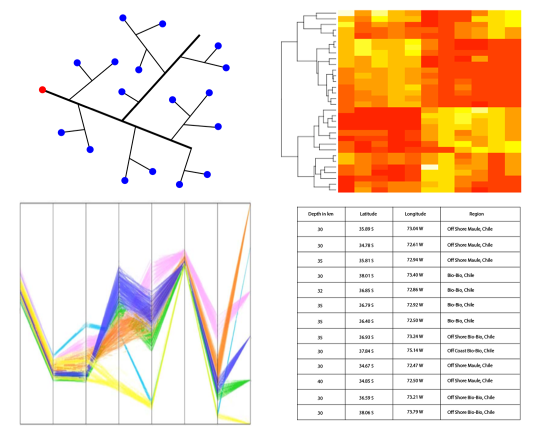 Depth in km Latitude Longitude Region
30 35.89 S 73.04 W Off Shore Maule, Chile
30 34.78 S 72.61 W Off Shore Maule, Chile
35 35.81 S 72.94 W Off Shore Maule, Chile
30 38.01 S 73.40 W Bio-Bio, Chile
32 36.85 S 72.86 W Bio-Bio, Chile
35 36.79 S 72.92 W Bio-Bio, Chile
35 36.40 S 72.50 W Bio-Bio, Chile
35 36.93 S 73.24 W Off Shore Bio-Bio, Chile
30 37.84 S 75.14 W Off Coast Bio-Bio, Chile
30 34.67 S 72.47 W Off Shore Maule, Chile
40 34.85 S 72.50 W Off Shore Maule, Chile
30 36.59 S 73.21 W Off Shore Bio-Bio, Chile
30 38.06 S 73.79 W Off Shore Bio-Bio, Chile